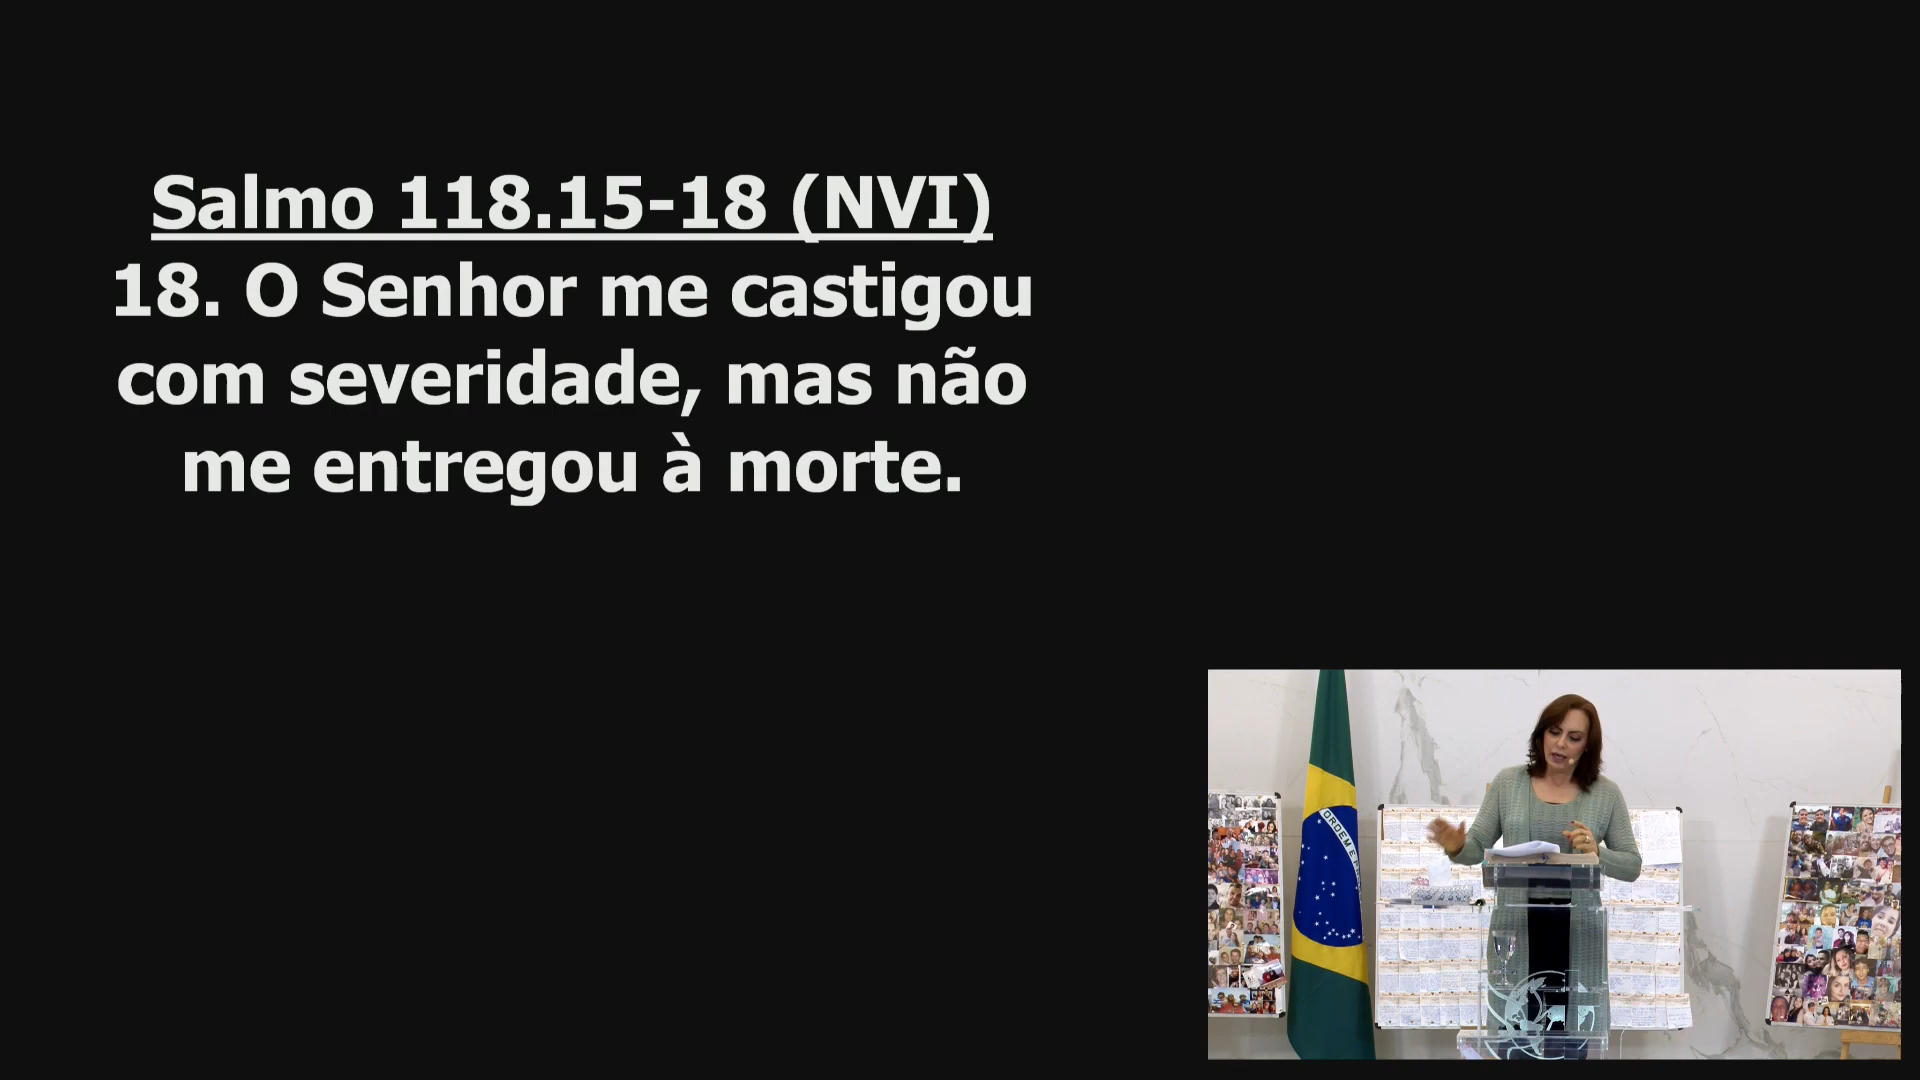 Salmo 118.15-18 (NVI)
18. O Senhor me castigou
com severidade, mas não
me entregou à morte.
ORDEM E